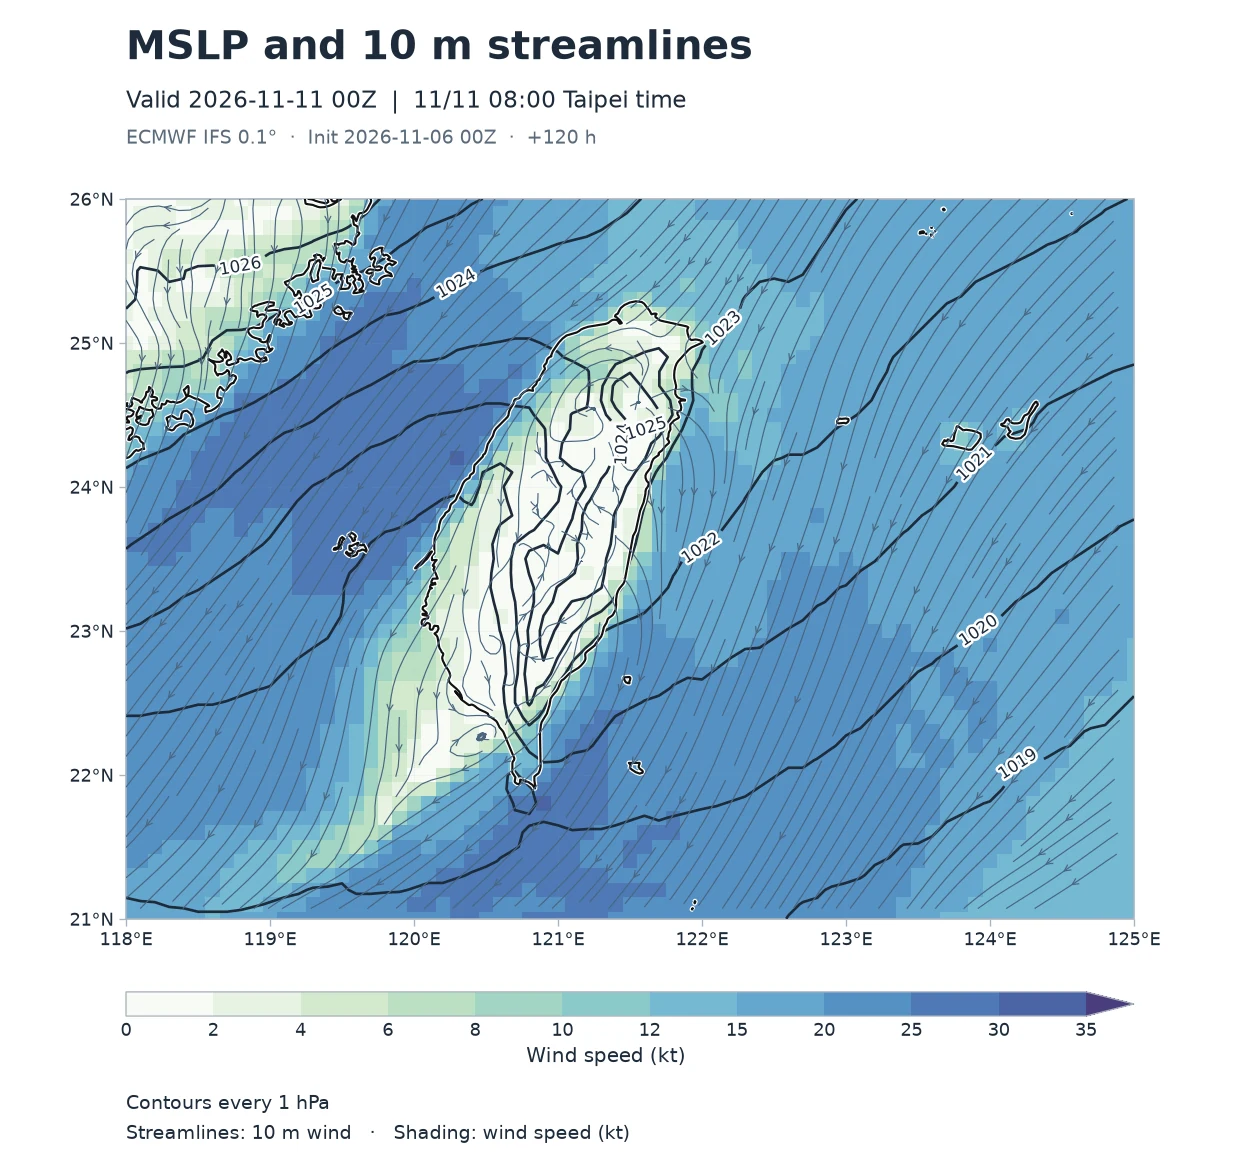 MSLP and 10 m streamlines
Valid 2026-11-11 00Z | 11/11 08:00 Taipei time
ECMWF IFS 0.1° · Init 2026-11-06 00Z · +120 h
26°N
25°N
24°N
23°N
22°N
21°N
1026
1025
1024
1023
1025
1024
1021
1022
1020
1019
118°E 119°E 120°E 121°E 122°E 123°E 124°E 125°E
0 2 4 6 8 10 12 15 20 25 30 35
Wind speed (kt)
Contours every 1 hPa
Streamlines: 10 m wind · Shading: wind speed (kt)